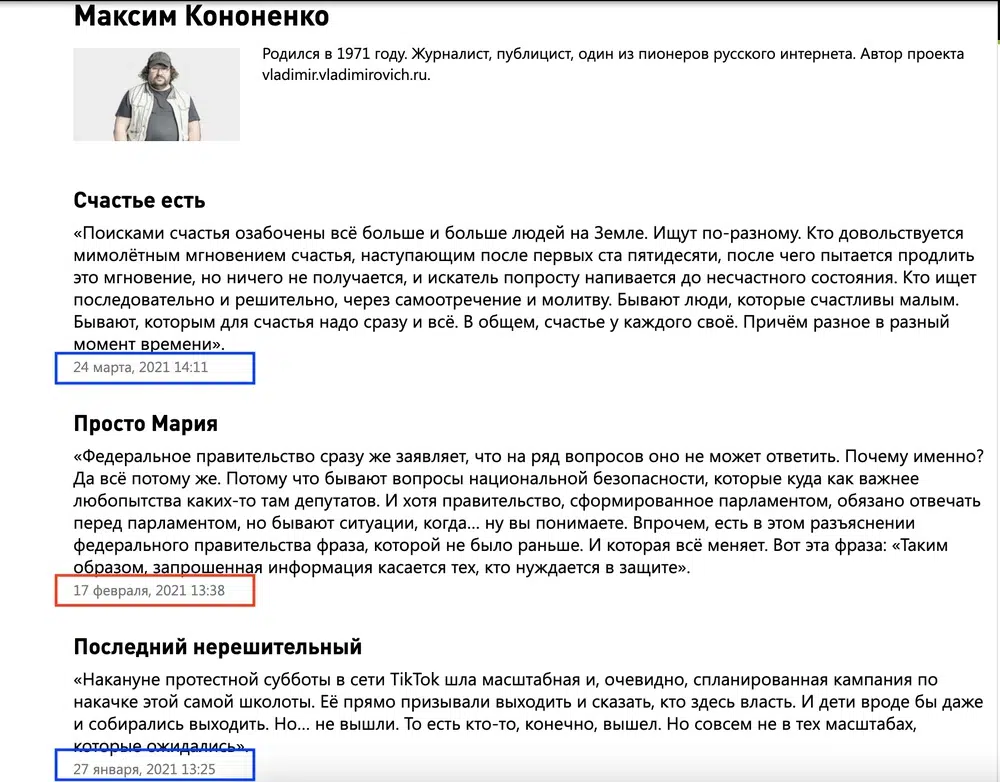 Максим Кононенко
Родился в 1971 году. Журналист, публицист, один из пионеров русского интернета. Автор проекта
vladimir.vladimirovich.ru.
Счастье есть
«Поисками счастья озабочены всё больше и больше людей на Земле. Ищут по-разному. Кто довольствуется
мимолётным мгновением счастья, наступающим после первых ста пятидесяти, после чего пытается продлить
это мгновение, но ничего не получается, и искатель попросту напивается до несчастного состояния. Кто ищет
последовательно и решительно, через самоотречение и молитву. Бывают люди, которые счастливы малым.
Бывают, которым для счастья надо сразу и всё. В общем, счастье у каждого своё. Причём разное в разный
момент времени».
24 марта, 2021 14:11
Просто Мария
«Федеральное правительство сразу же заявляет, что на ряд вопросов оно не может ответить. Почему именно?
Да всё потому же. Потому что бывают вопросы национальной безопасности, которые куда как важнее
любопытства каких-то там депутатов. И хотя правительство, сформированное парламентом, обязано отвечать
перед парламентом, но бывают ситуации, когда... ну вы понимаете. Впрочем, есть в этом разъяснении
федерального правительства фраза, которой не было раньше. И которая всё меняет. Вот эта фраза: «Таким
образом, запрошенная информация касается тех, кто нуждается в защите».
17 февраля, 2021 13:38
Последний нерешительный
«Накануне протестной субботы в сети TikTok шла масштабная и, очевидно, спланированная кампания по
накачке этой самой школоты. Её прямо призывали выходить и сказать, кто здесь власть. И дети вроде бы даже
и собирались выходить. Но... не вышли. То есть кто-то, конечно, вышел. Но совсем не в тех масштабах,
которые ожидались».
27 января, 2021 13:25